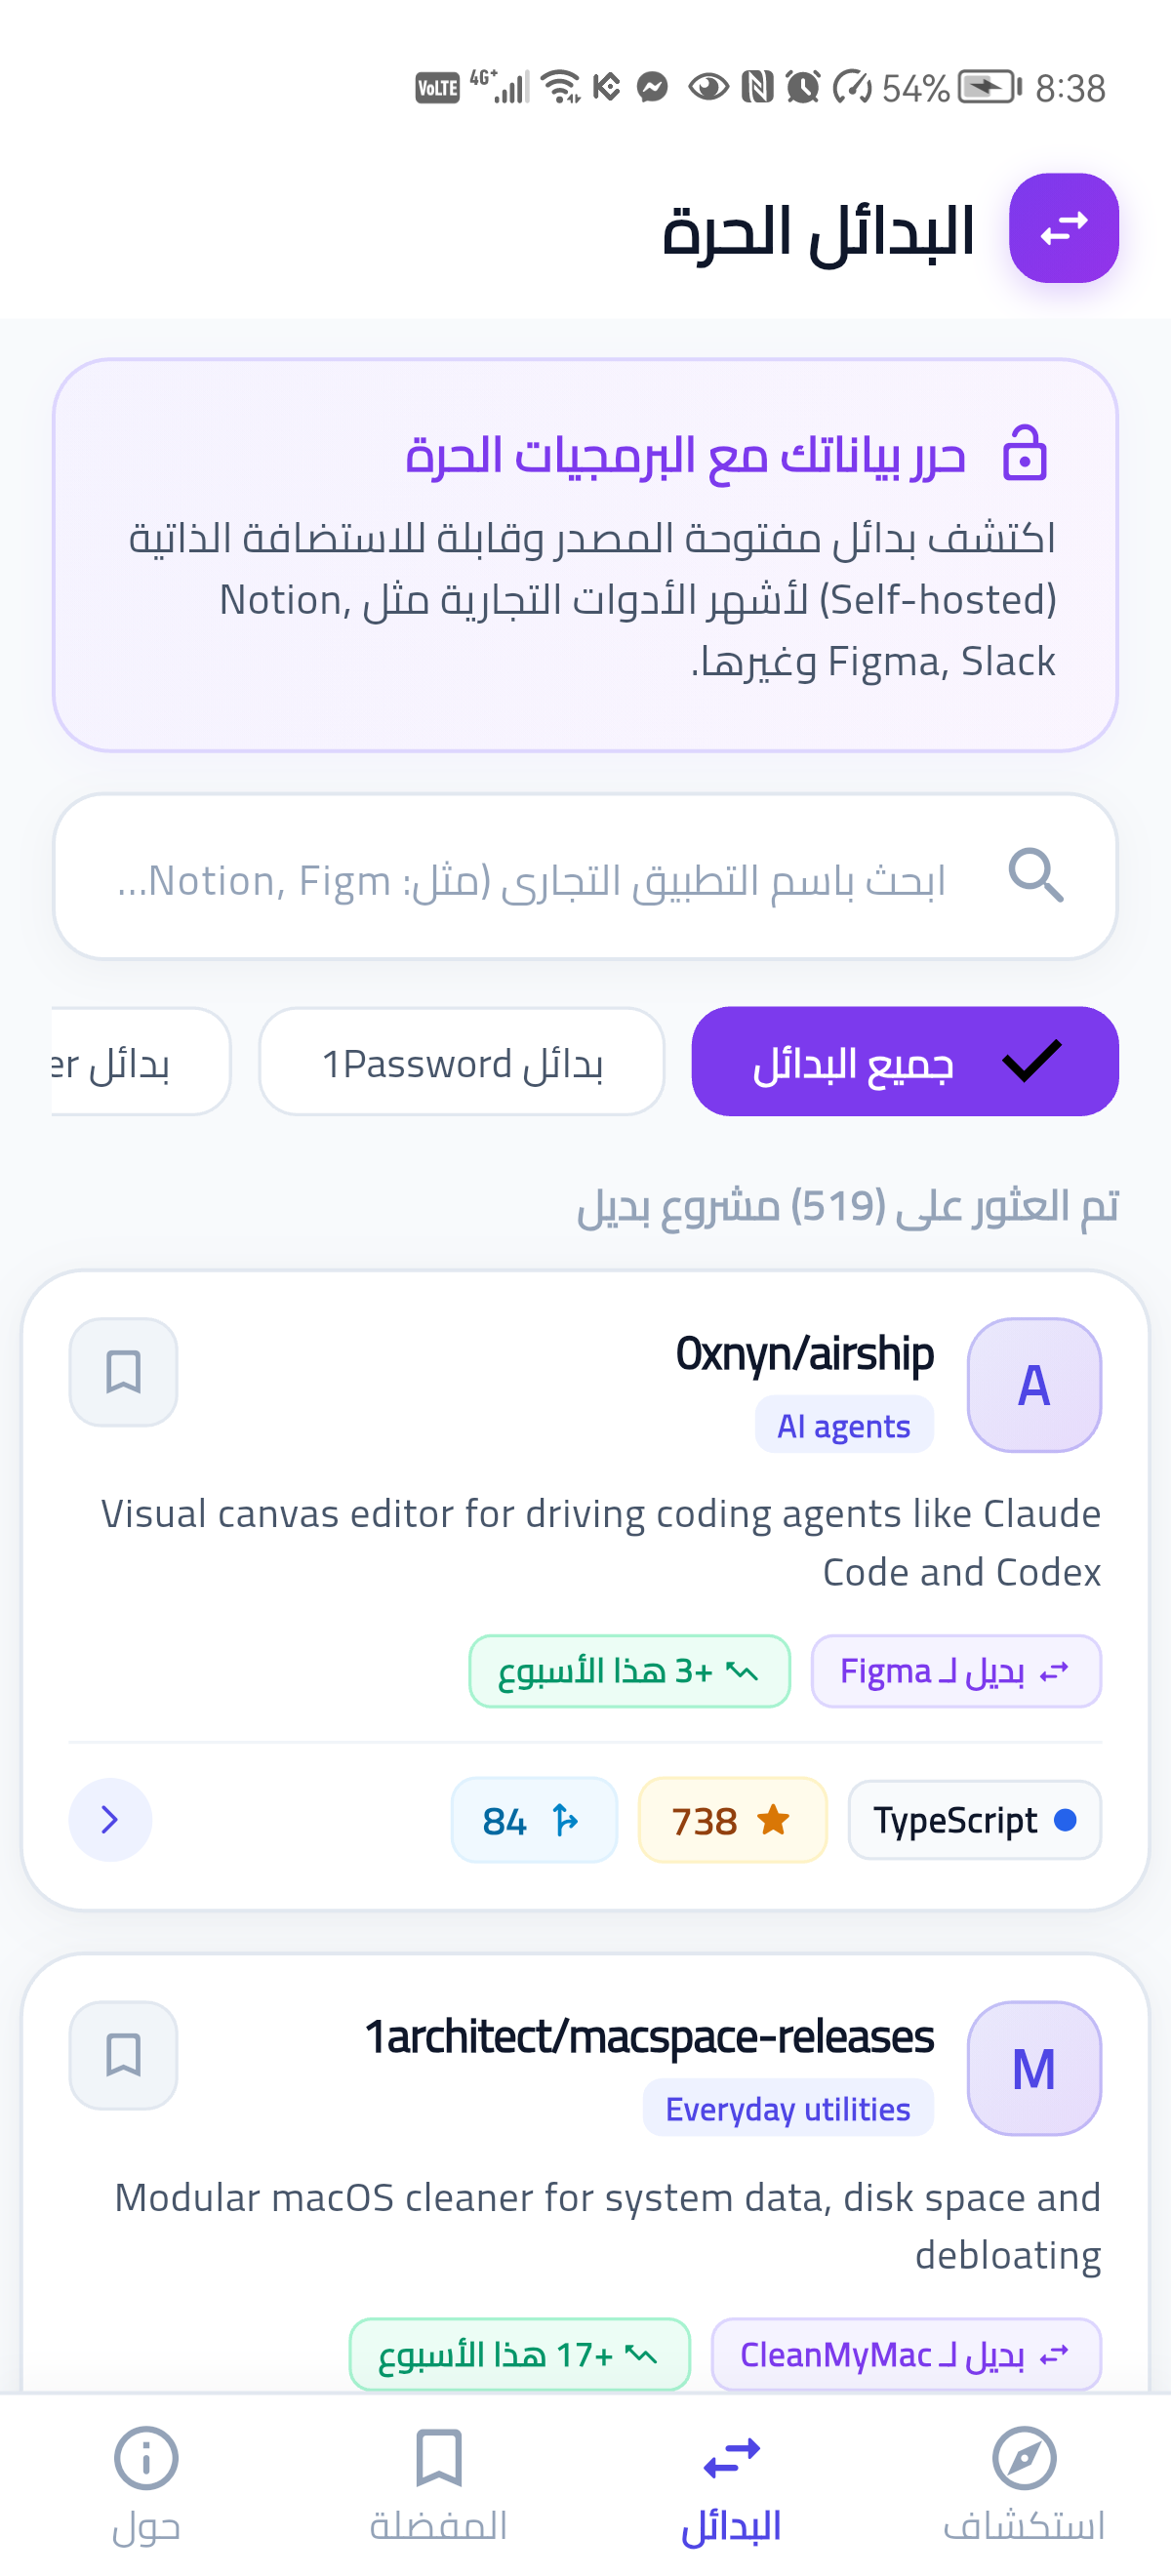 VoLTE 4G+ 54% 8:38
البدائل الحرة
حرر بياناتك مع البرمجيات الحرة
اكتشف بدائل مفتوحة المصدر وقابلة للاستضافة الذاتية
(Self-hosted) لأشهر الأدوات التجارية مثل Notion,
Figma, Slack وغيرها.
ابحث باسم التطبيق التجاري (مثل: Notion, Figm...
جميع البدائل
بدائل 1Password
بدائل er
تم العثور على (519) مشروع بديل
A
0xnyn/airship
AI agents
Visual canvas editor for driving coding agents like Claude
Code and Codex
بديل لـ Figma
+3 هذا الأسبوع
TypeScript
738
84
M
1architect/macspace-releases
Everyday utilities
Modular macOS cleaner for system data, disk space and
debloating
بديل لـ CleanMyMac
+17 هذا الأسبوع
استكشاف
البدائل
المفضلة
حول